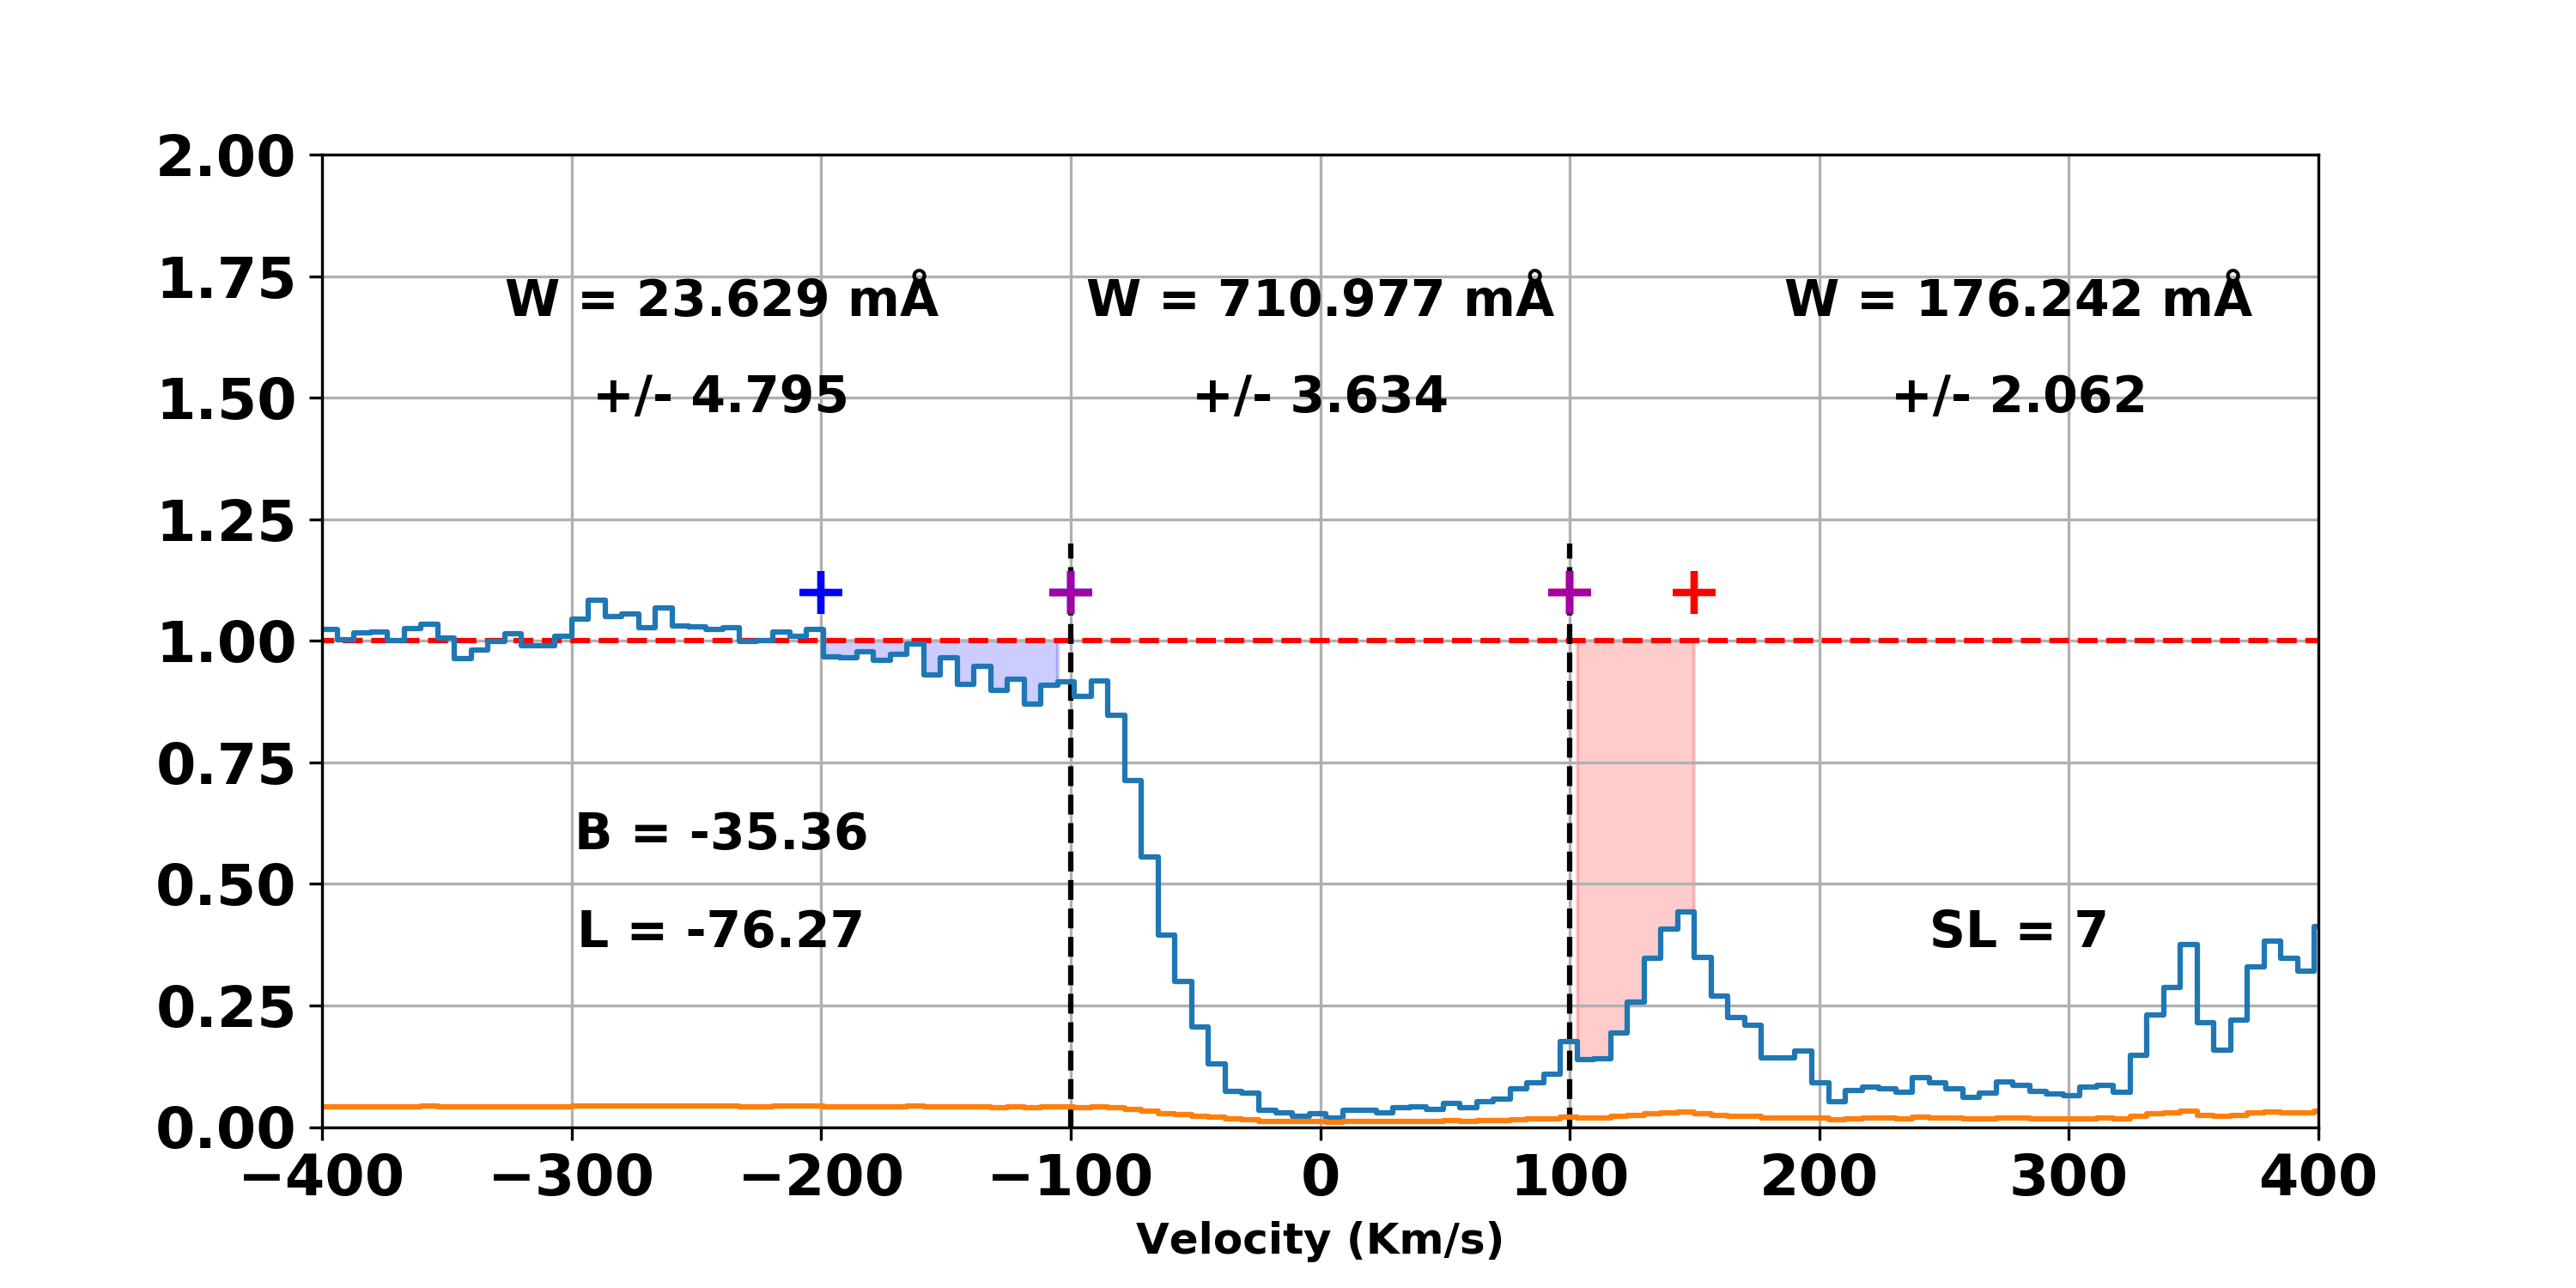 2.00
1.75
W = 23.629 mÅ W = 710.977 mÅ W = 176.242 mÅ
1.50
+/- 4.795 +/- 3.634 +/- 2.062
1.25
1.00
0.75
B = -35.36
0.50
L = -76.27 SL = 7
0.25
0.00
−400 −300 −200 −100 0 100 200 300 400
Velocity (Km/s)